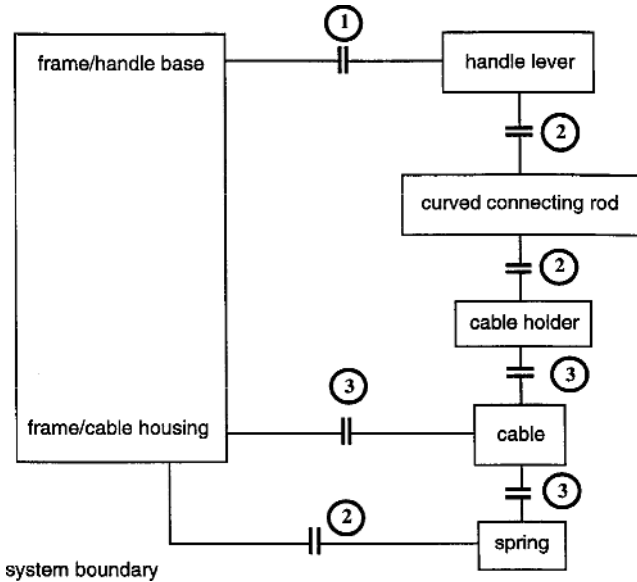 1
frame/handle base
handle lever
2
curved connecting rod
2
cable holder
3
3
frame/cable housing
cable
3
2
spring
system boundary